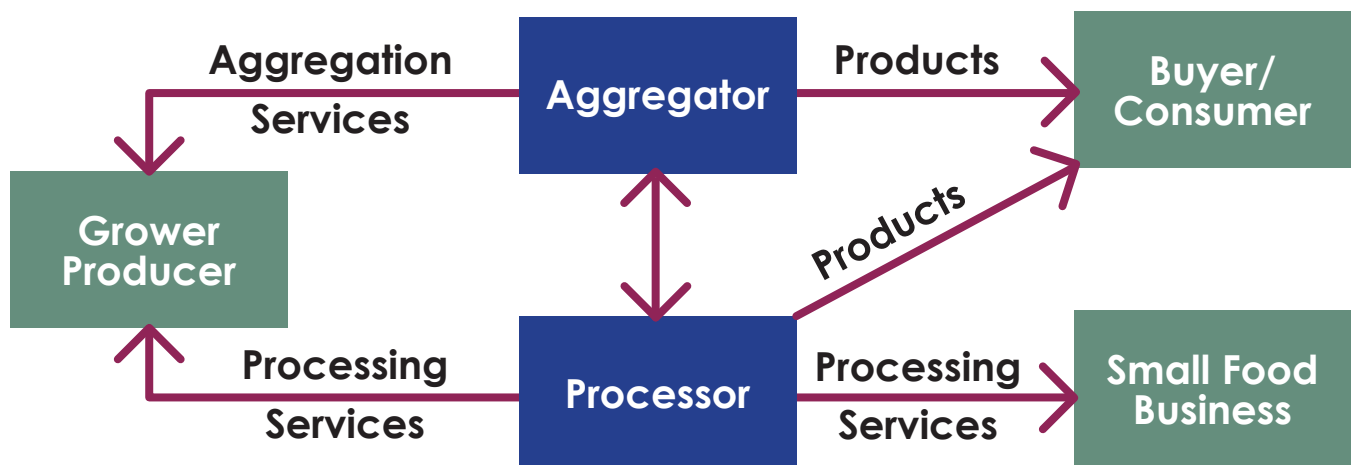 Aggregation
Services
Aggregator
Products
Buyer/
Consumer
Grower
Producer
Products
Processing
Services
Processor
Processing
Services
Small Food
Business